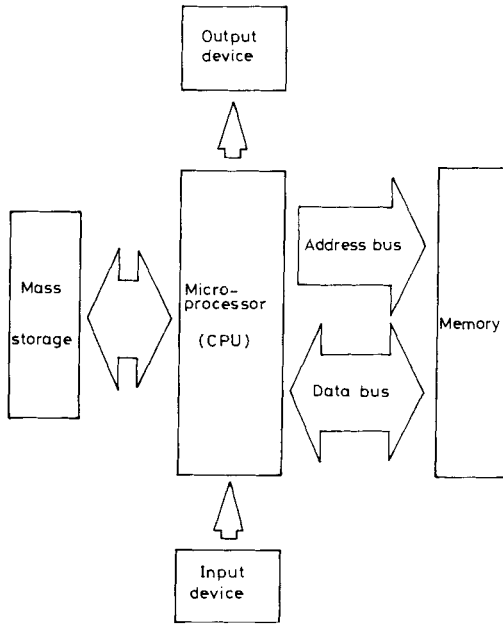 Output
device
Mass
storage
Micro-
processor
(CPU)
Address bus
Data bus
Memory
Input
device